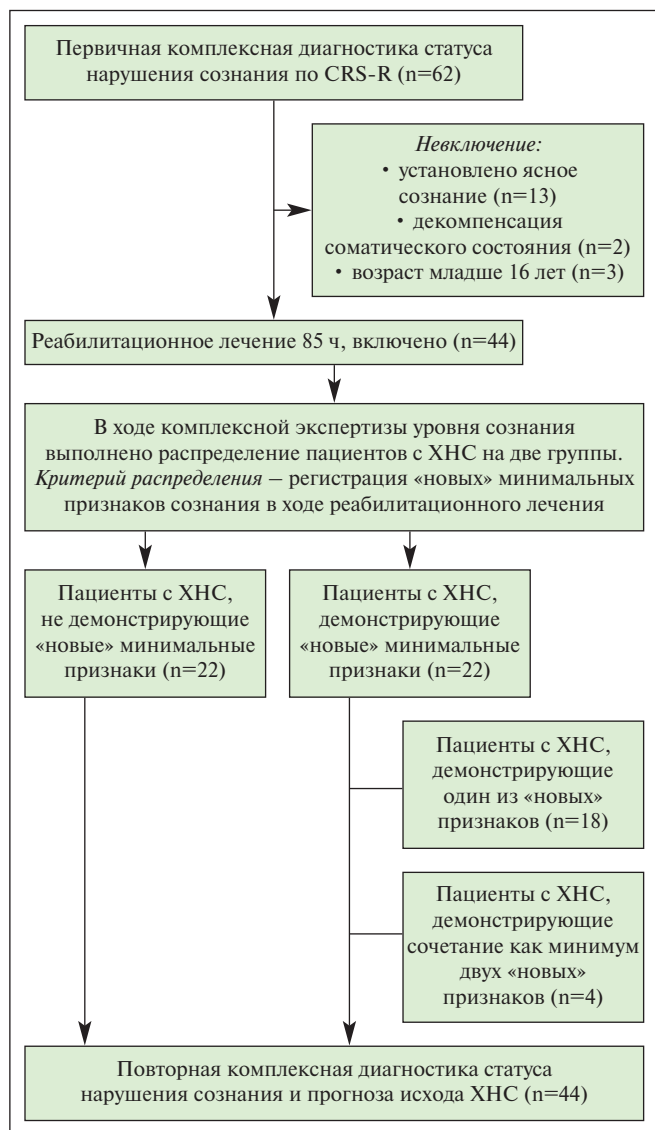 Первичная комплексная диагностика статуса
нарушения сознания по CRS-R (n=62)
Невключение:
• установлено ясное
сознание (n=13)
• декомпенсация
соматического состояния (n=2)
• возраст младше 16 лет (n=3)
Реабилитационное лечение 85 ч, включено (n=44)
В ходе комплексной экспертизы уровня сознания
выполнено распределение пациентов с ХНС на две группы.
Критерий распределения – регистрация «новых» минимальных
признаков сознания в ходе реабилитационного лечения
Пациенты с ХНС,
не демонстрирующие
«новые» минимальные
признаки (n=22)
Пациенты с ХНС,
демонстрирующие
«новые» минимальные
признаки (n=22)
Пациенты с ХНС,
демонстрирующие
один из «новых»
признаков (n=18)
Пациенты с ХНС,
демонстрирующие
сочетание как минимум
двух «новых»
признаков (n=4)
Повторная комплексная диагностика статуса
нарушения сознания и прогноза исхода ХНС (n=44)